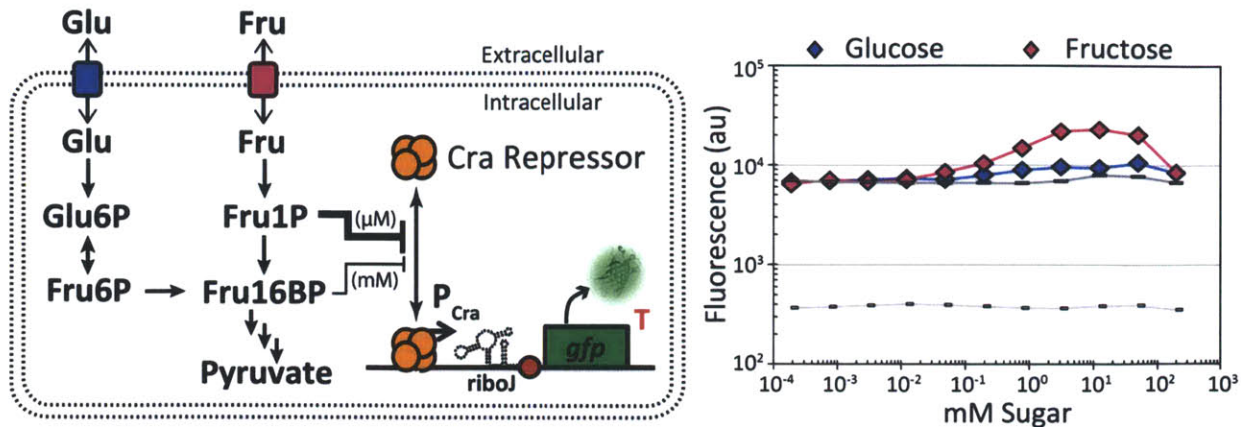 Glu Fru
Extracellular
Intracellular
Glu Fru
Cra Repressor
Glu6P Fru1P (μM)
Fru6P Fru16BP (mM)
P Cra
T
gfp
riboJ
Pyruvate
Glucose Fructose
Fluorescence (au)
10^5
10^4
10^3
10^2
10^-4 10^-3 10^-2 10^-1 10^0 10^1 10^2 10^3
mM Sugar